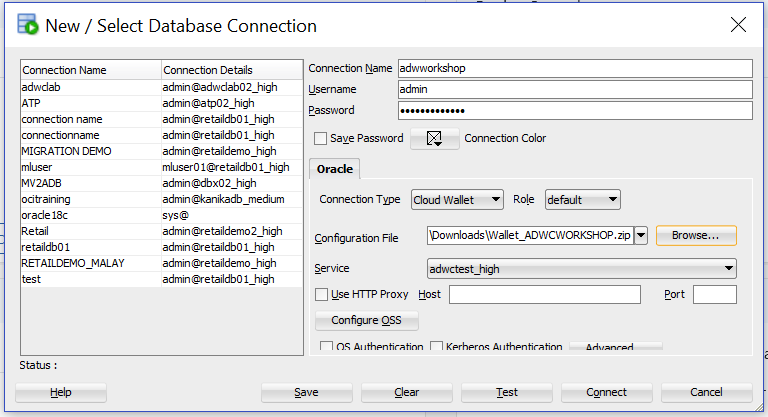 New / Select Database Connection
Connection Name Connection Details
adwclab admin@adwclab02_high
ATP admin@atp02_high
connection name admin@retaildb01_high
connectionname admin@retaildb01_high
MIGRATION DEMO admin@retaildemo_high
mluser mluser01@retaildb01_high
MV2ADB admin@dbx02_high
ocitraining admin@kanikadb_medium
oracle18c sys@
Retail admin@retaildemo2_high
retaildb01 admin@retaildb01_high
RETAILDEMO_MALAY admin@retaildemo_high
test admin@retaildb01_high
Connection Name adwworkshop
Username admin
Password •••••••••••••
Save Password Connection Color
Oracle
Connection Type Cloud Wallet Role default
Configuration File \Downloads\Wallet_ADWCWORKSHOP.zip Browse...
Service adwctest_high
Use HTTP Proxy Host Port
Configure OSS
OS Authentication Kerberos Authentication Advanced
Status :
Help Save Clear Test Connect Cancel